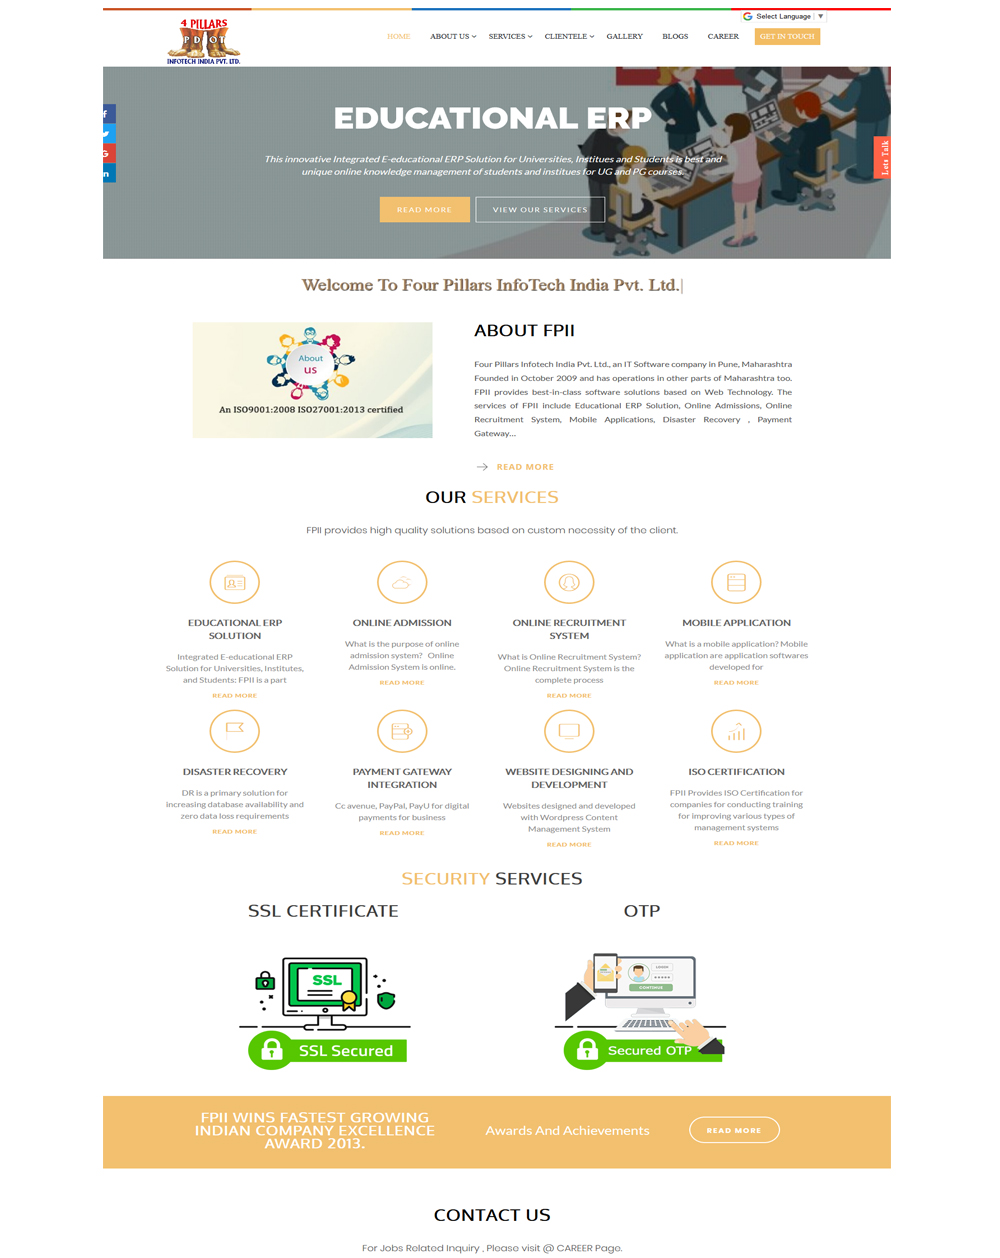 Select Language ▼
4 PILLARS
P D O T
INFOTECH INDIA PVT. LTD.
HOME ABOUT US SERVICES CLIENTELE GALLERY BLOGS CAREER GET IN TOUCH
EDUCATIONAL ERP
This innovative Integrated E-educational ERP Solution for Universities, Institues and Students is best and
unique online knowledge management of students and institues for UG and PG courses.
READ MORE VIEW OUR SERVICES
Lets Talk
Welcome To Four Pillars InfoTech India Pvt. Ltd.|
About
us
An ISO9001:2008 ISO27001:2013 certified
ABOUT FPII
Four Pillars Infotech India Pvt. Ltd., an IT Software company in Pune, Maharashtra
Founded in October 2009 and has operations in other parts of Maharashtra too.
FPII provides best-in-class software solutions based on Web Technology. The
services of FPII include Educational ERP Solution, Online Admissions, Online
Recruitment System, Mobile Applications, Disaster Recovery , Payment
Gateway...
READ MORE
OUR SERVICES
FPII provides high quality solutions based on custom necessity of the client.
EDUCATIONAL ERP
SOLUTION
Integrated E-educational ERP
Solution for Universities, Institutes,
and Students: FPII is a part
READ MORE
ONLINE ADMISSION
What is the purpose of online
admission system? Online
Admission System is online.
READ MORE
ONLINE RECRUITMENT
SYSTEM
What is Online Recruitment System?
Online Recruitment System is the
complete process
READ MORE
MOBILE APPLICATION
What is a mobile application? Mobile
application are application softwares
developed for
READ MORE
DISASTER RECOVERY
DR is a primary solution for
increasing database availability and
zero data loss requirements
READ MORE
PAYMENT GATEWAY
INTEGRATION
Cc avenue, PayPal, PayU for digital
payments for business
READ MORE
WEBSITE DESIGNING AND
DEVELOPMENT
Websites designed and developed
with Wordpress Content
Management System
READ MORE
ISO CERTIFICATION
FPII Provides ISO Certification for
companies for conducting training
for improving various types of
management systems
READ MORE
SECURITY SERVICES
SSL CERTIFICATE
SSL
SSL Secured
OTP
CONTINUE
Secured OTP
FPII WINS FASTEST GROWING
INDIAN COMPANY EXCELLENCE
AWARD 2013.
Awards And Achievements
READ MORE
CONTACT US
For Jobs Related Inquiry , Please visit @ CAREER Page.